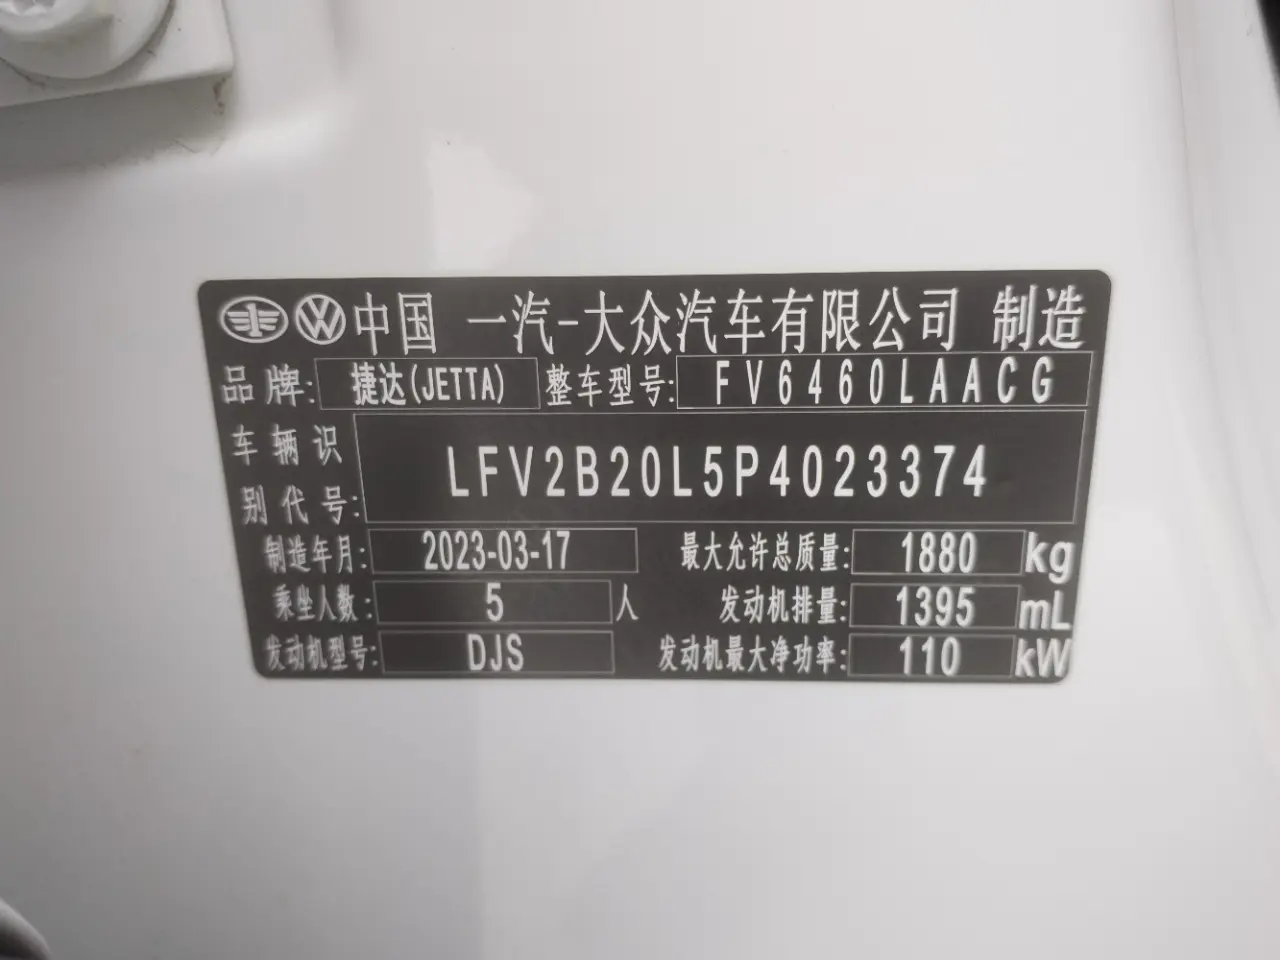 中国 一汽-大众汽车有限公司 制造
品牌: 捷达(JETTA) 整车型号: FV6460LAACG
车辆识别代号: LFV2B20L5P4023374
制造年月: 2023-03-17 最大允许总质量: 1880 kg
乘坐人数: 5 人 发动机排量: 1395 mL
发动机型号: DJS 发动机最大净功率: 110 kW